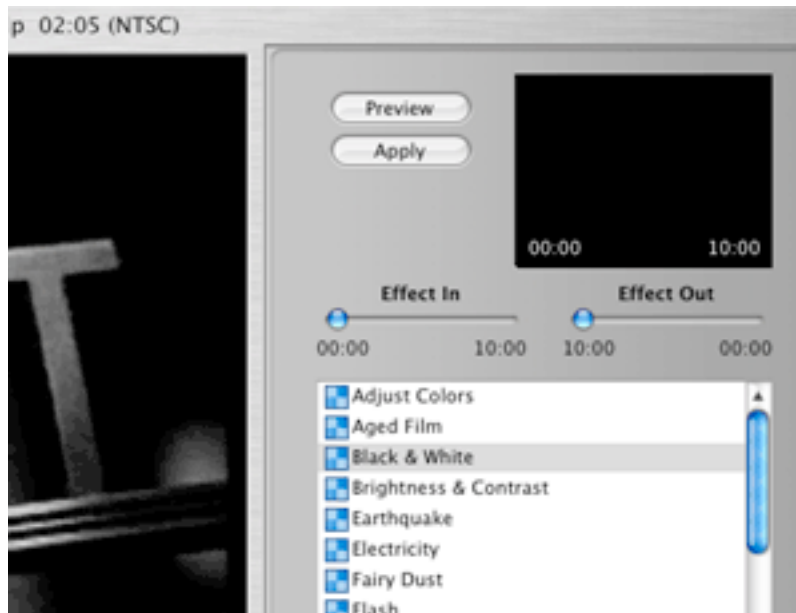 p 02:05 (NTSC)
Preview
Apply
00:00 10:00
Effect In Effect Out
00:00 10:00 10:00 00:00
Adjust Colors
Aged Film
Black & White
Brightness & Contrast
Earthquake
Electricity
Fairy Dust
Flash